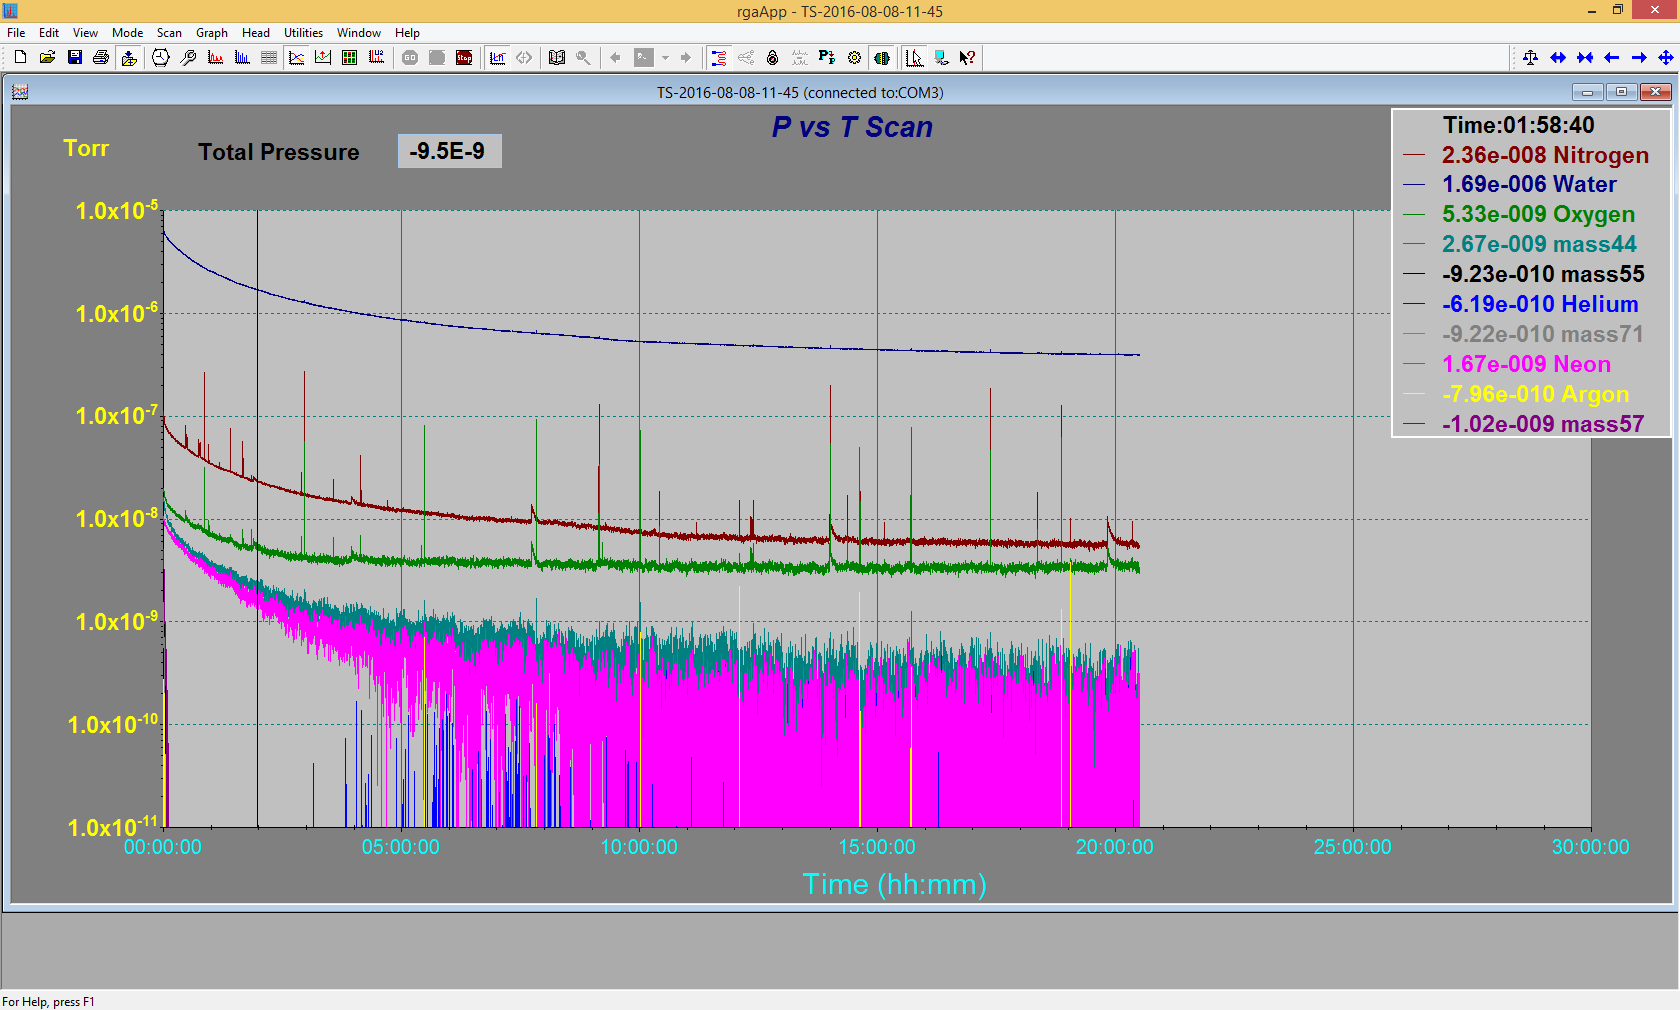 rgaApp - TS-2016-08-08-11-45
File Edit View Mode Scan Graph Head Utilities Window Help
TS-2016-08-08-11-45 (connected to:COM3)
P vs T Scan
Torr
Total Pressure -9.5E-9
Time:01:58:40
2.36e-008 Nitrogen
1.69e-006 Water
5.33e-009 Oxygen
2.67e-009 mass44
-9.23e-010 mass55
-6.19e-010 Helium
-9.22e-010 mass71
1.67e-009 Neon
-7.96e-010 Argon
-1.02e-009 mass57
1.0x10-5
1.0x10-6
1.0x10-7
1.0x10-8
1.0x10-9
1.0x10-10
1.0x10-11
00:00:00 05:00:00 10:00:00 15:00:00 20:00:00 25:00:00 30:00:00
Time (hh:mm)
For Help, press F1